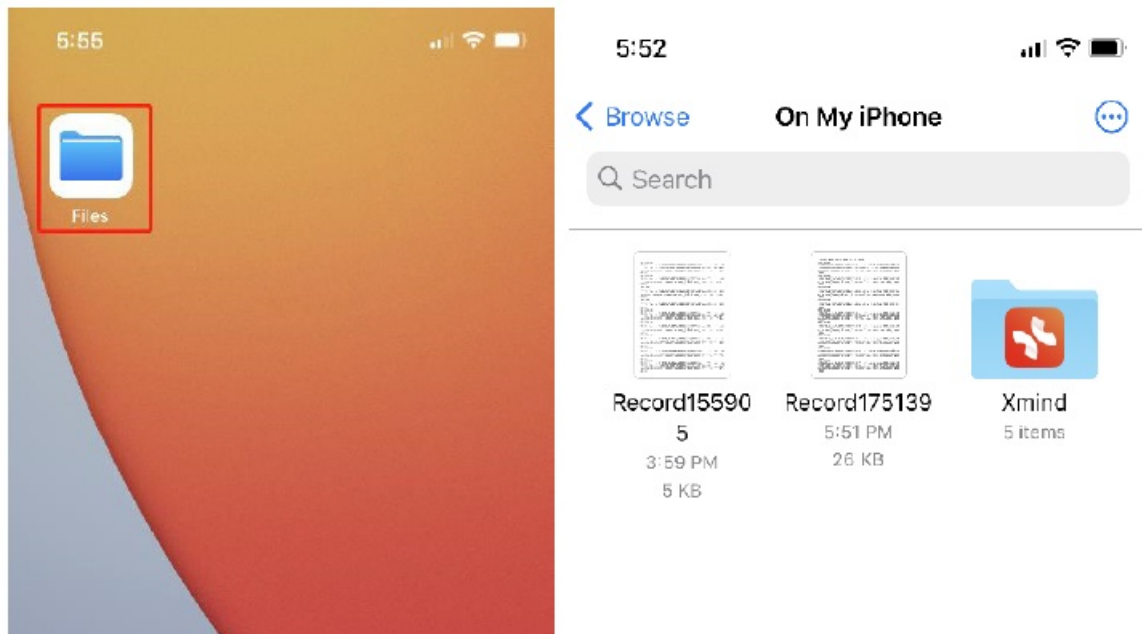 5:55
Files
5:52
Browse
On My iPhone
Search
Record15590
5
3:59 PM
5 KB
Record175139
5:51 PM
26 KB
Xmind
5 items